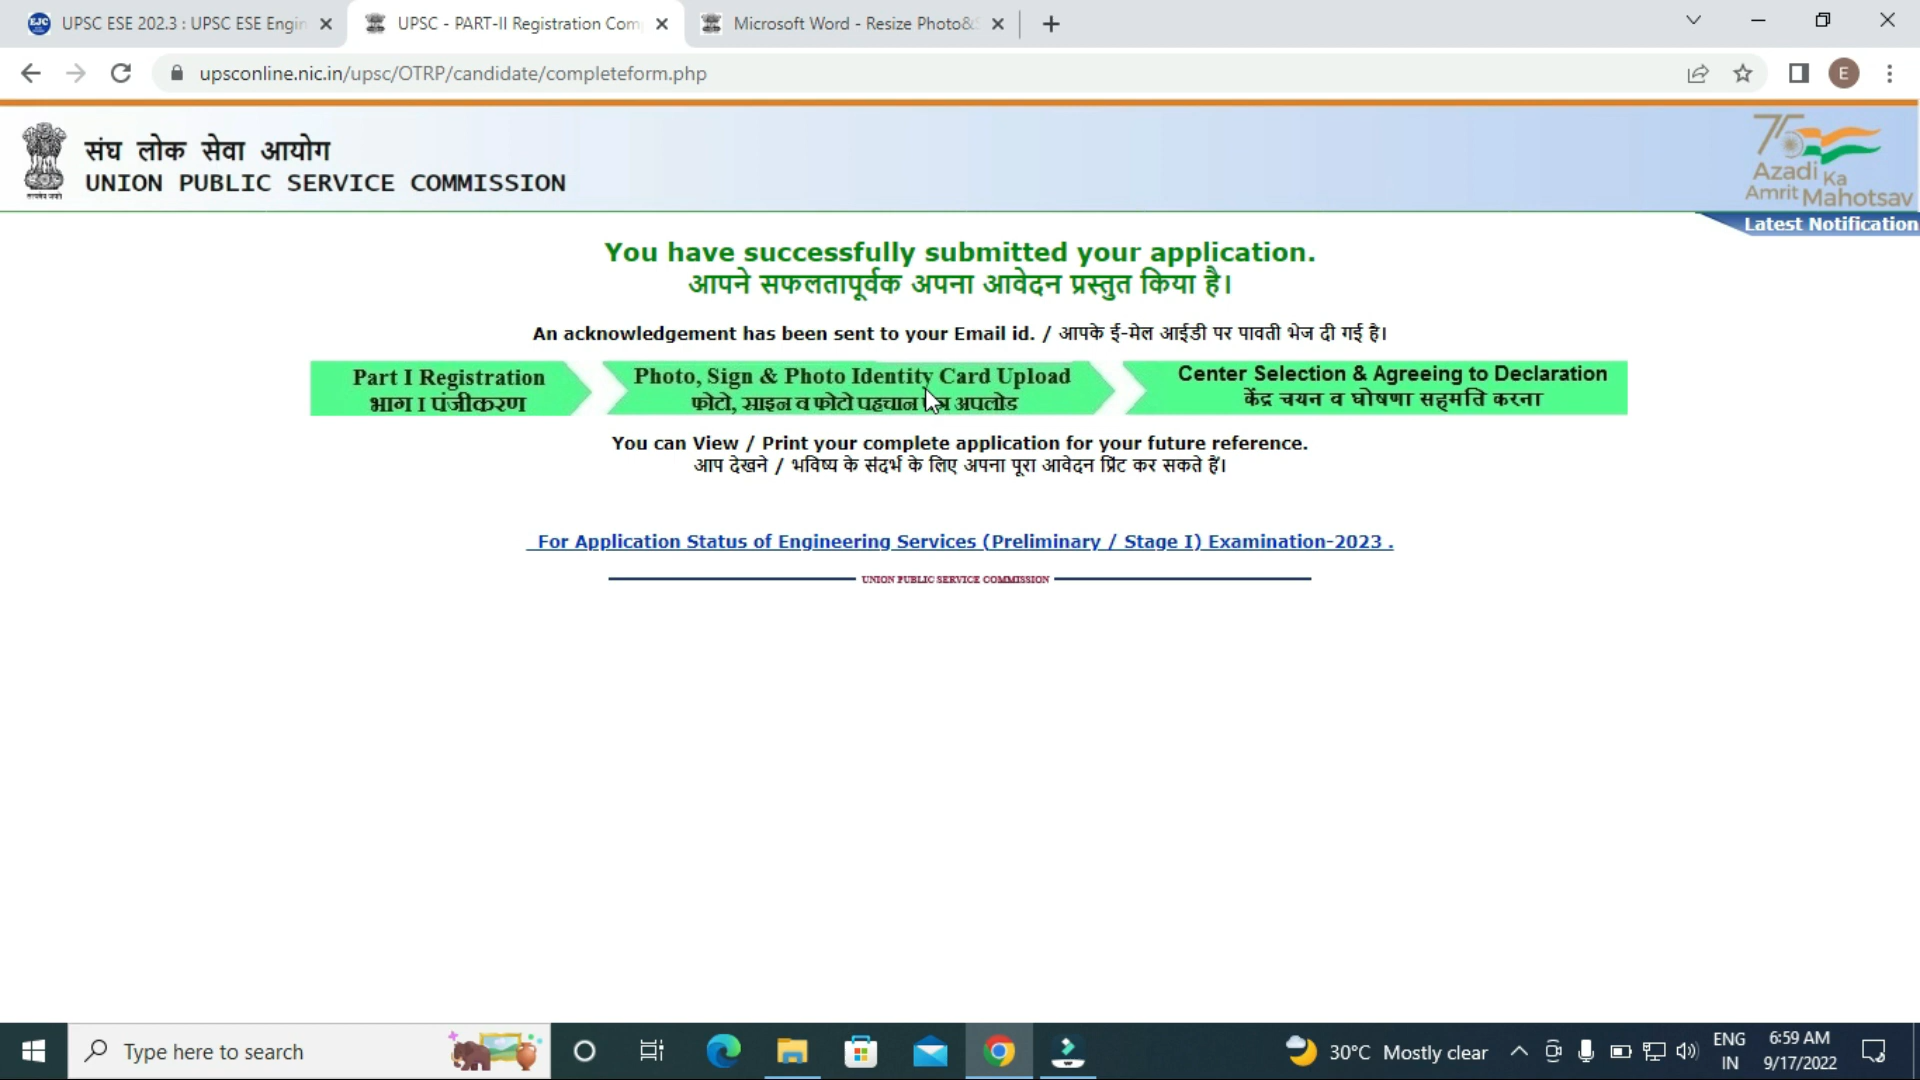 UPSC ESE 202.3 : UPSC ESE Engin
UPSC - PART-II Registration Com
Microsoft Word - Resize Photo&
upsconline.nic.in/upsc/OTRP/candidate/completeform.php
E
संघ लोक सेवा आयोग
UNION PUBLIC SERVICE COMMISSION
सत्यमेव जयते
75
Azadi Ka
Amrit Mahotsav
Latest Notification
You have successfully submitted your application.
आपने सफलतापूर्वक अपना आवेदन प्रस्तुत किया है।
An acknowledgement has been sent to your Email id. / आपके ई-मेल आईडी पर पावती भेज दी गई है।
Part I Registration
भाग I पंजीकरण
Photo, Sign & Photo Identity Card Upload
फोटो, साइन व फोटो पहचान अपलोड
Center Selection & Agreeing to Declaration
केंद्र चयन व घोषणा सहमति करना
You can View / Print your complete application for your future reference.
आप देखने / भविष्य के संदर्भ के लिए अपना पूरा आवेदन प्रिंट कर सकते हैं।
For Application Status of Engineering Services (Preliminary / Stage I) Examination-2023 .
UNION PUBLIC SERVICE COMMISSION
Type here to search
30°C Mostly clear
ENG
IN
6:59 AM
9/17/2022